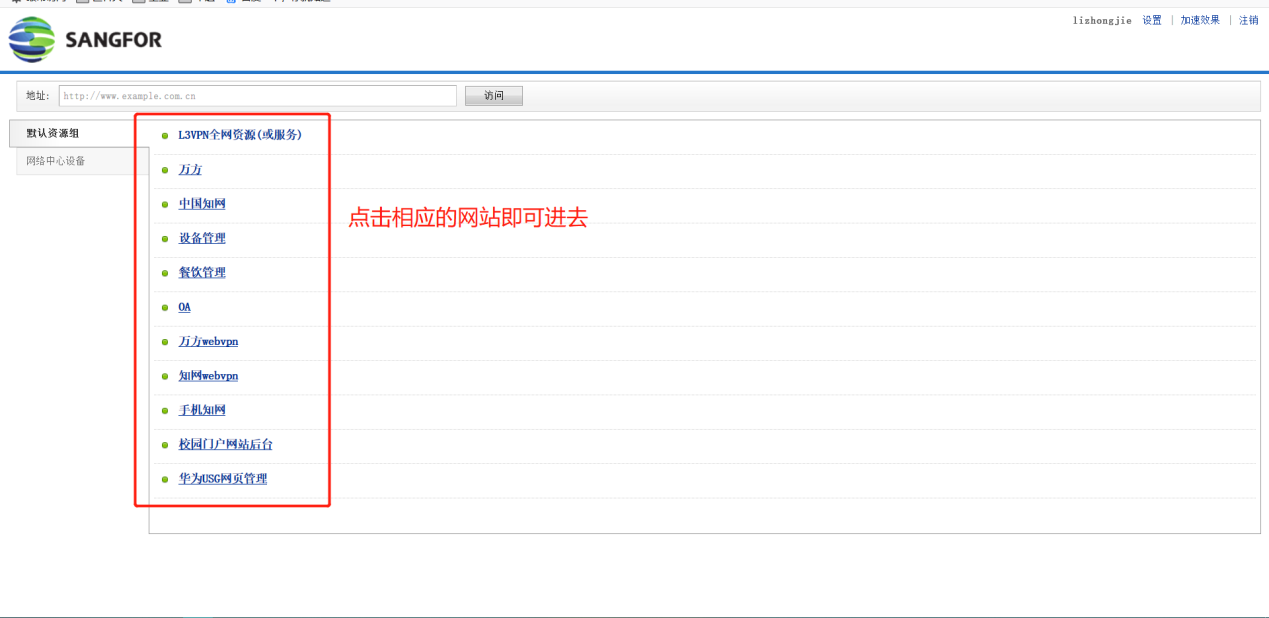 SANGFOR
lizhongjie 设置 | 加速效果 | 注销
地址: http://www.example.com.cn 访问
默认资源组
网络中心设备
L3VPN全网资源(或服务)
万方
中国知网
点击相应的网站即可进去
设备管理
餐饮管理
OA
万方webvpn
知网webvpn
手机知网
校园门户网站后台
华为USG网页管理